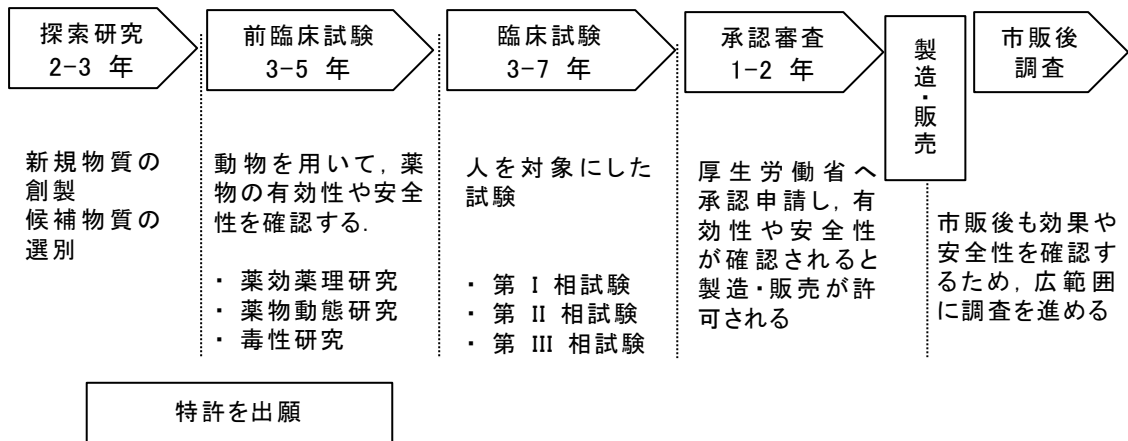 探索研究
2-3 年
前臨床試験
3-5 年
臨床試験
3-7 年
承認審査
1-2 年
製造・販売
市販後
調査
新規物質の
創製
候補物質の
選別
動物を用いて, 薬
物の有効性や安全
性を確認する.
・ 薬効薬理研究
・ 薬物動態研究
・ 毒性研究
人を対象にした
試験
・ 第 I 相試験
・ 第 II 相試験
・ 第 III 相試験
厚生労働省へ
承認申請し, 有
効性や安全性
が確認されると
製造・販売が許
可される
市販後も効果や
安全性を確認す
るため, 広範囲
に調査を進める
特許を出願